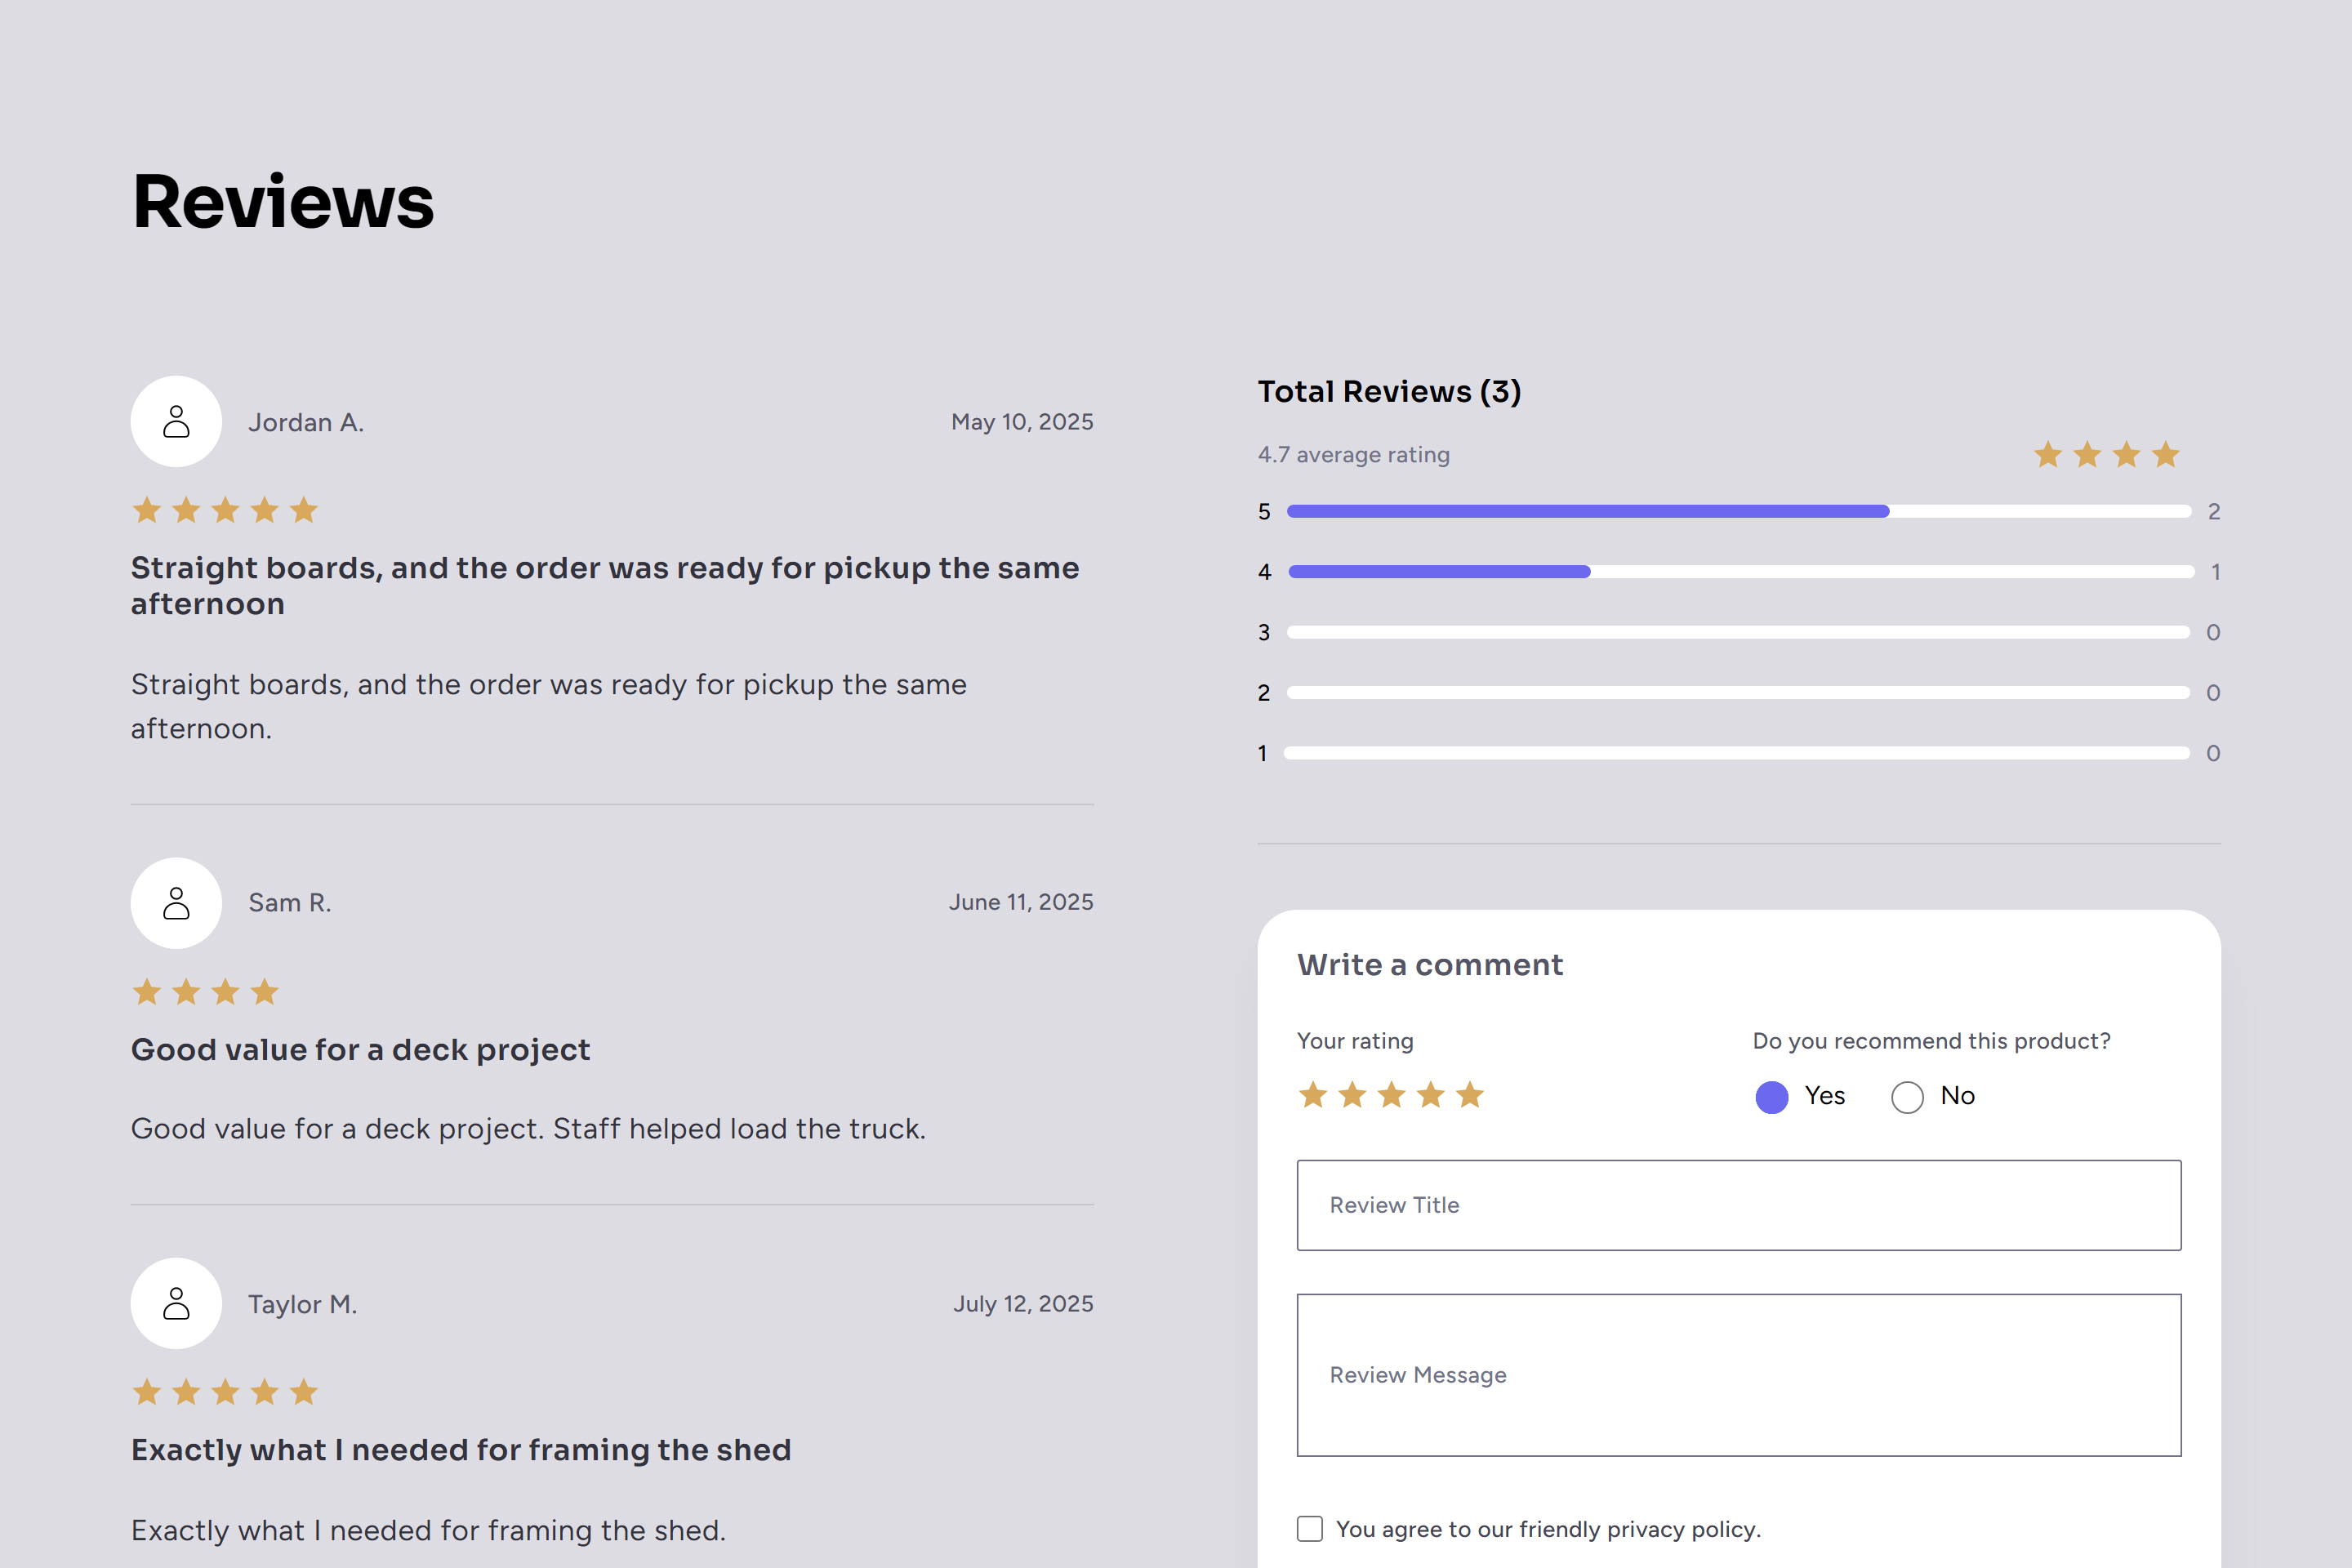 Reviews
Jordan A.
May 10, 2025
Straight boards, and the order was ready for pickup the same
afternoon
Straight boards, and the order was ready for pickup the same
afternoon.
Sam R.
June 11, 2025
Good value for a deck project
Good value for a deck project. Staff helped load the truck.
Taylor M.
July 12, 2025
Exactly what I needed for framing the shed
Exactly what I needed for framing the shed.
Total Reviews (3)
4.7 average rating
5 2
4 1
3 0
2 0
1 0
Write a comment
Your rating
Do you recommend this product?
Yes No
Review Title
Review Message
You agree to our friendly privacy policy.